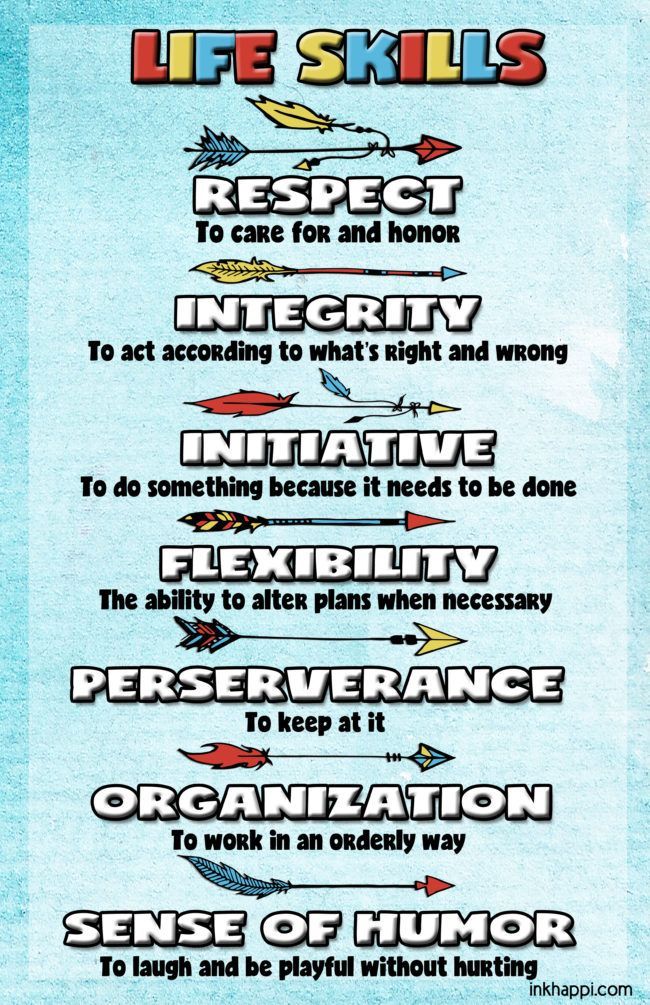 LIFE SKILLS
RESPECT
To care for and honor
INTEGRITY
To act according to what's right and wrong
INITIATIVE
To do something because it needs to be done
FLEXIBILITY
The ability to alter plans when necessary
PERSERVERANCE
To keep at it
ORGANIZATION
To work in an orderly way
SENSE OF HUMOR
To laugh and be playful without hurting
inkhappi.com